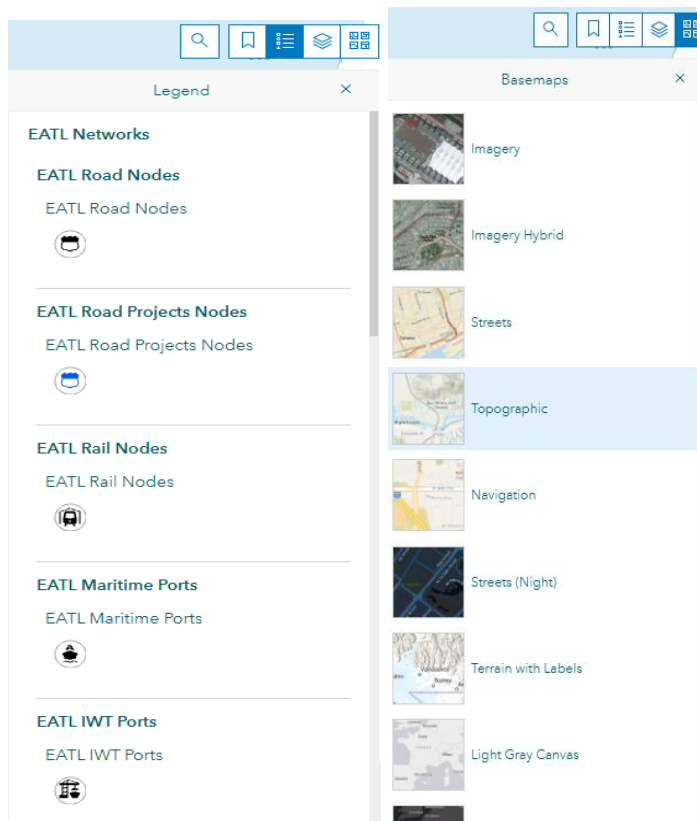 Legend
EATL Networks
EATL Road Nodes
EATL Road Nodes
EATL Road Projects Nodes
EATL Road Projects Nodes
EATL Rail Nodes
EATL Rail Nodes
EATL Maritime Ports
EATL Maritime Ports
EATL IWT Ports
EATL IWT Ports
Basemaps
Imagery
Imagery Hybrid
Streets
Topographic
Navigation
Streets (Night)
Terrain with Labels
Vancouver
Surrey
Light Gray Canvas